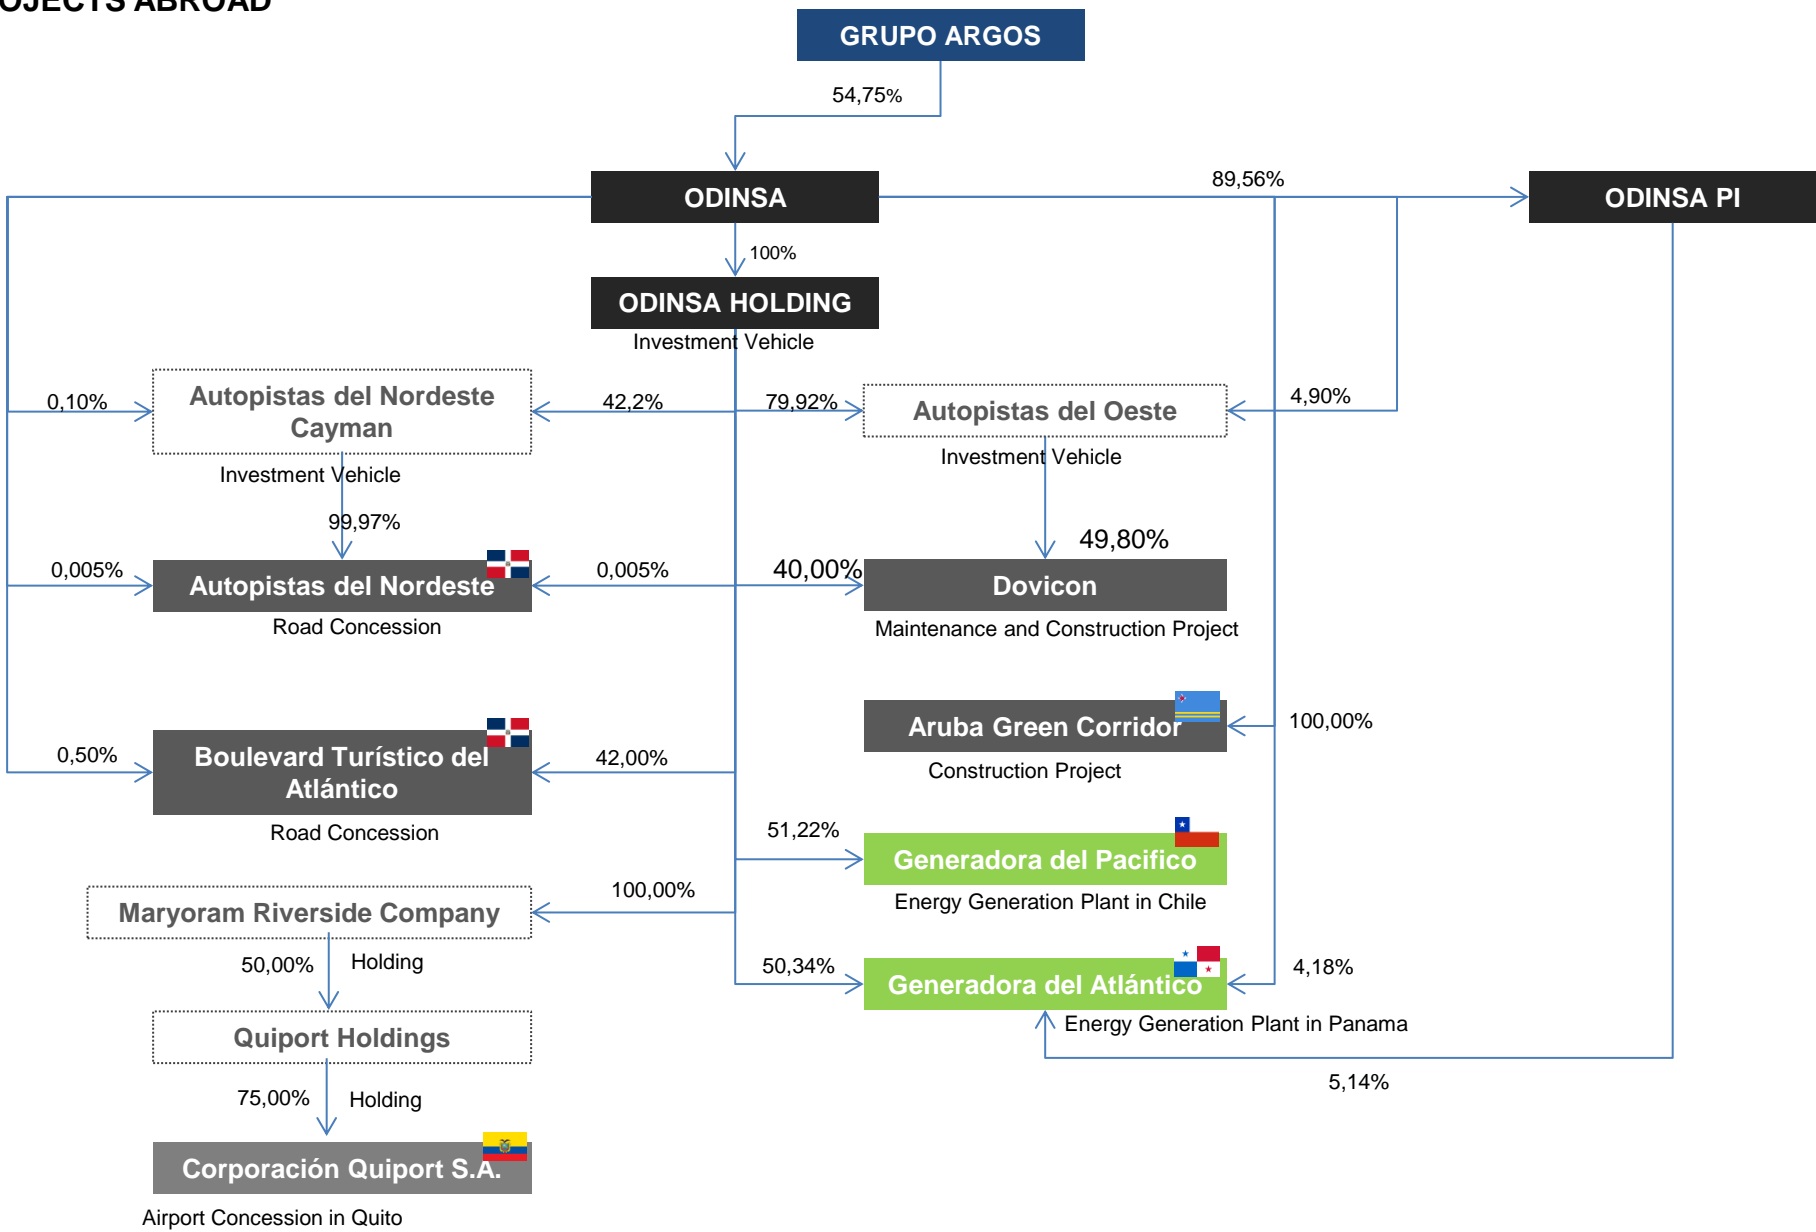 OJECTS ABROAD
GRUPO ARGOS
54,75%
ODINSA
89,56%
ODINSA PI
100%
ODINSA HOLDING
Investment Vehicle
0,10%
Autopistas del Nordeste
Cayman
42,2%
79,92%
Autopistas del Oeste
4,90%
Investment Vehicle
Investment Vehicle
99,97%
49,80%
0,005%
Autopistas del Nordeste
0,005%
40,00%
Dovicon
Road Concession
Maintenance and Construction Project
Aruba Green Corridor
100,00%
Construction Project
0,50%
Boulevard Turístico del
Atlántico
42,00%
Road Concession
51,22%
Generadora del Pacifico
Energy Generation Plant in Chile
100,00%
Maryoram Riverside Company
50,00%
Holding
50,34%
Generadora del Atlántico
4,18%
Energy Generation Plant in Panama
Quiport Holdings
5,14%
75,00%
Holding
Corporación Quiport S.A.
Airport Concession in Quito